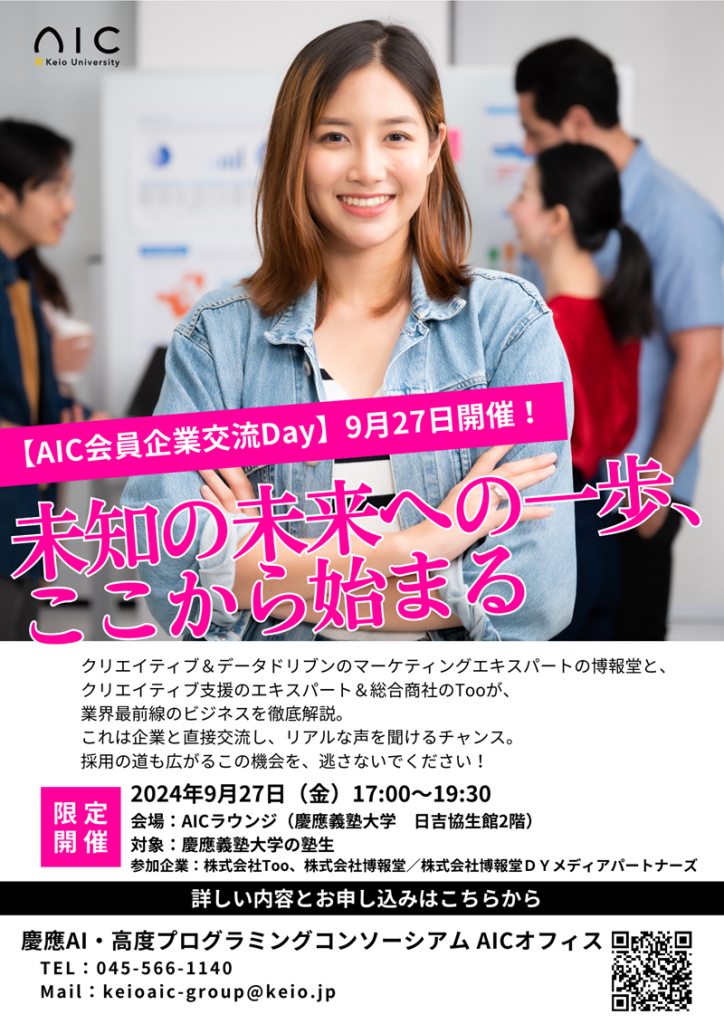 AIC
Keio University
【AIC会員企業交流Day】9月27日開催！
未知の未来への一歩、
ここから始まる
クリエイティブ＆データドリブンのマーケティングエキスパートの博報堂と、
クリエイティブ支援のエキスパート＆総合商社のTooが、
業界最前線のビジネスを徹底解説。
これは企業と直接交流し、リアルな声を聞けるチャンス。
採用の道も広がるこの機会を、逃さないでください！
限定
開催
2024年9月27日（金）17:00〜19:30
会場：AICラウンジ（慶應義塾大学　日吉協生館2階）
対象：慶應義塾大学の塾生
参加企業：株式会社Too、株式会社博報堂／株式会社博報堂ＤＹメディアパートナーズ
詳しい内容とお申し込みはこちらから
慶應AI・高度プログラミングコンソーシアム AICオフィス
TEL：045-566-1140
Mail：keioaic-group@keio.jp